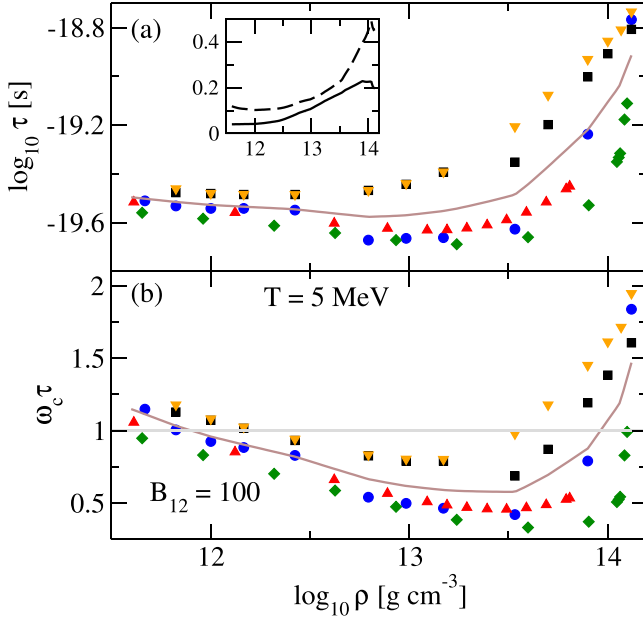 (a)
-18.8
-19.2
-19.6
log₁₀ τ [s]
0.4
0.2
0
12 13 14
(b)
T = 5 MeV
2
1.5
1
0.5
ω_c τ
B₁₂ = 100
12 13 14
log₁₀ ρ [g cm⁻³]